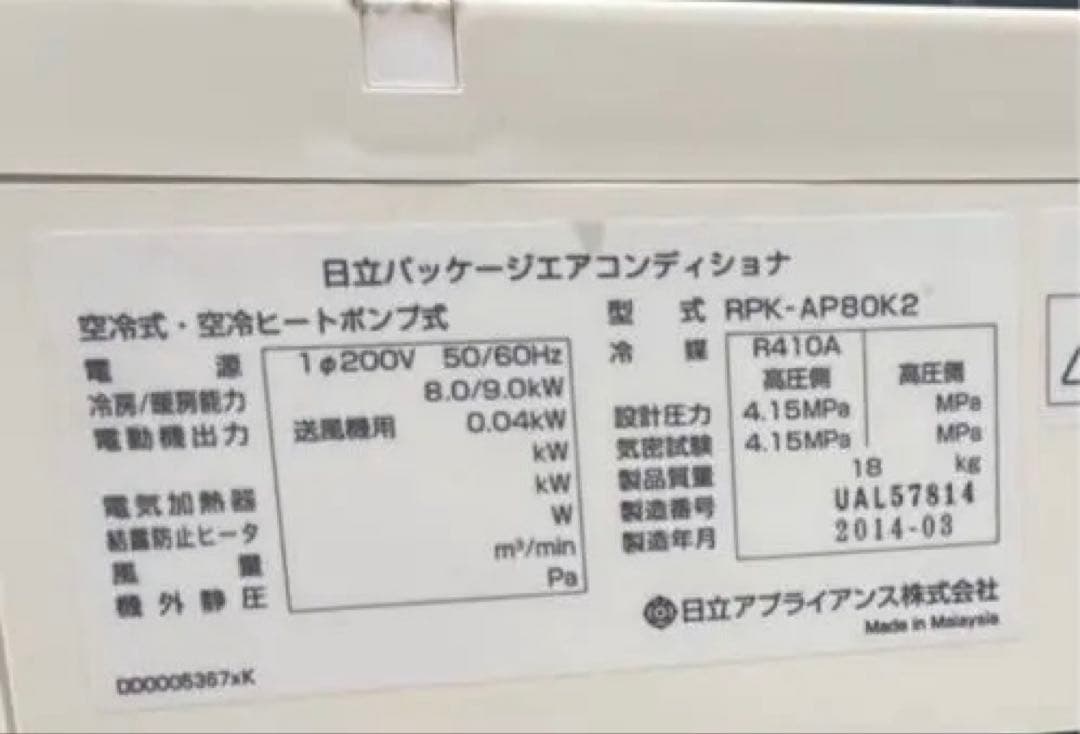 日立パッケージエアコンディショナ
空冷式・空冷ヒートポンプ式
型式 RPK-AP80K2
電源 1φ200V 50/60Hz
冷房/暖房能力 8.0/9.0kW
電動機出力 送風機用 0.04kW
kW
電気加熱器 kW
結露防止ヒータ W
風量 m³/min
機外静圧 Pa
冷媒 R410A
高圧側 高圧側
設計圧力 4.15MPa MPa
気密試験 4.15MPa MPa
製品質量 18 kg
製造番号 UAL57814
製造年月 2014-03
日立アプライアンス株式会社
Made in Malaysia
DD0005367xK